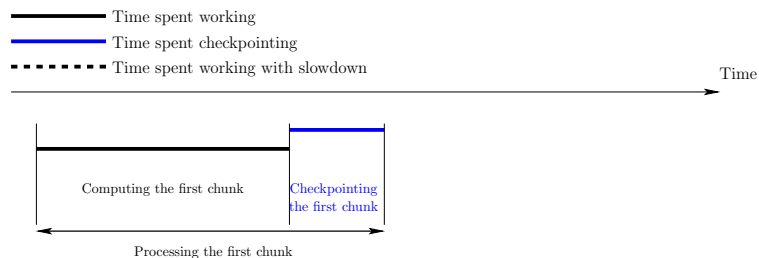 Time spent working
Time spent checkpointing
Time spent working with slowdown
Time
Computing the first chunk
Checkpointing
the first chunk
Processing the first chunk